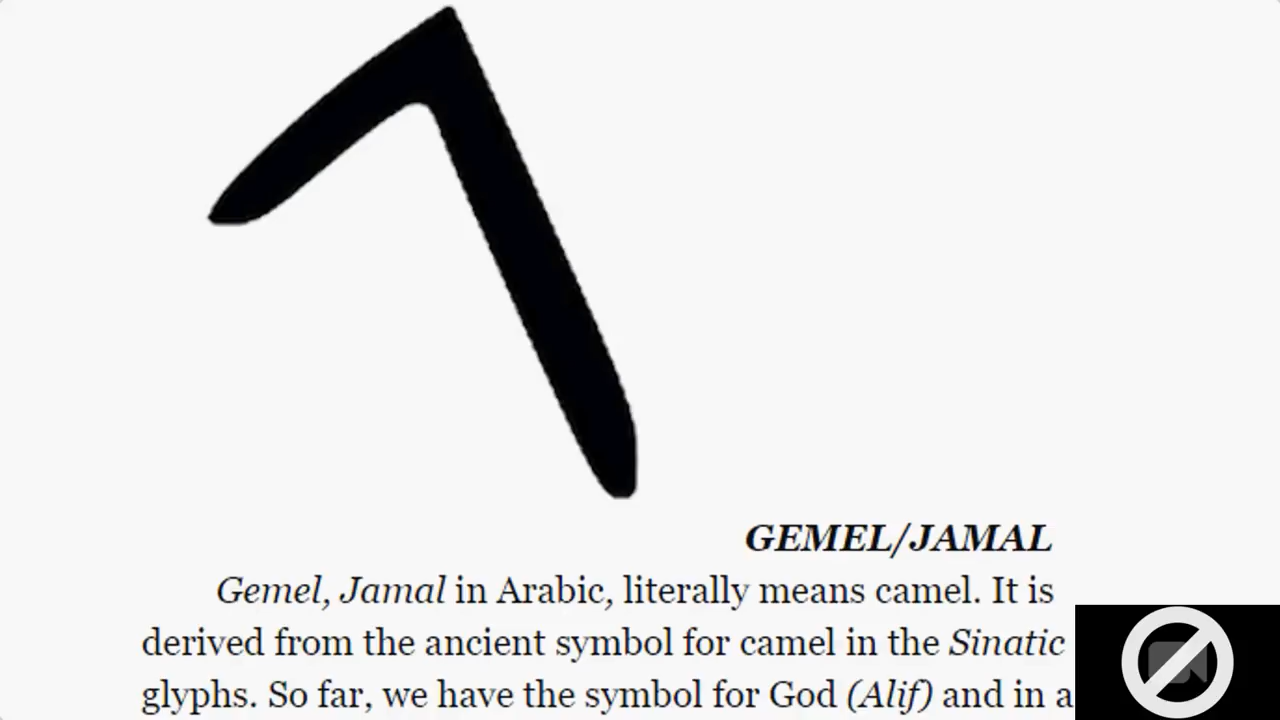 𐤂
GEMEL/JAMAL
Gemel, Jamal in Arabic, literally means camel. It is
derived from the ancient symbol for camel in the Sinatic
glyphs. So far, we have the symbol for God (Alif) and in a